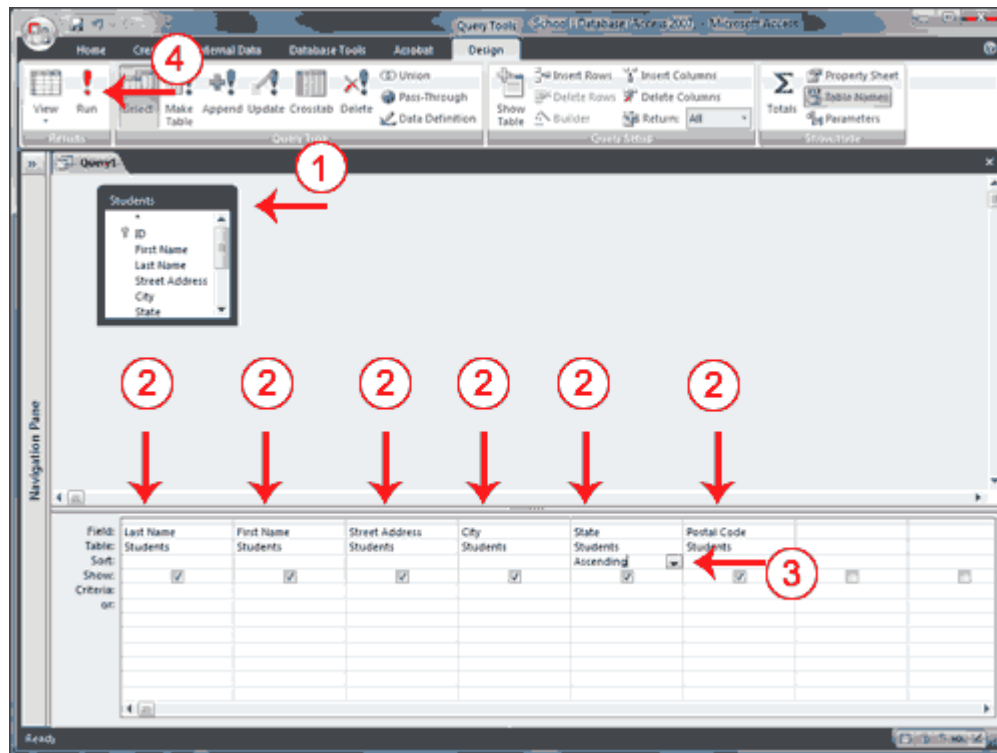 Query Tools School : Database (Access 2007) - Microsoft Access
Home External Data Database Tools Acrobat Design
4
View Run Select Make Table Append Update Crosstab Delete
Union
Pass-Through
Data Definition
Show Table
Insert Rows
Delete Rows
Builder
Insert Columns
Delete Columns
Return: All
Totals
Property Sheet
Table Names
Parameters
Results Query Type Query Setup Show/Hide
Query1
1
Students
*
ID
First Name
Last Name
Street Address
City
State
Navigation Pane
2 2 2 2 2 2
Field: Last Name First Name Street Address City State Postal Code
Table: Students Students Students Students Students Students
Sort: Ascending
Show:
Criteria:
or:
3
Ready